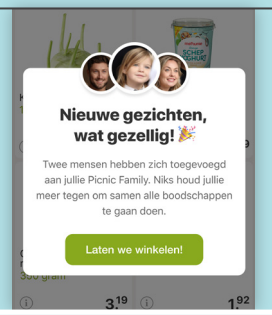 SCHEP
Nieuwe gezichten,
wat gezellig! 🎉
Twee mensen hebben zich toegevoegd
aan jullie Picnic Family. Niks houd jullie
meer tegen om samen alle boodschappen
te gaan doen.
Laten we winkelen!
350 gram
3.19
1.92